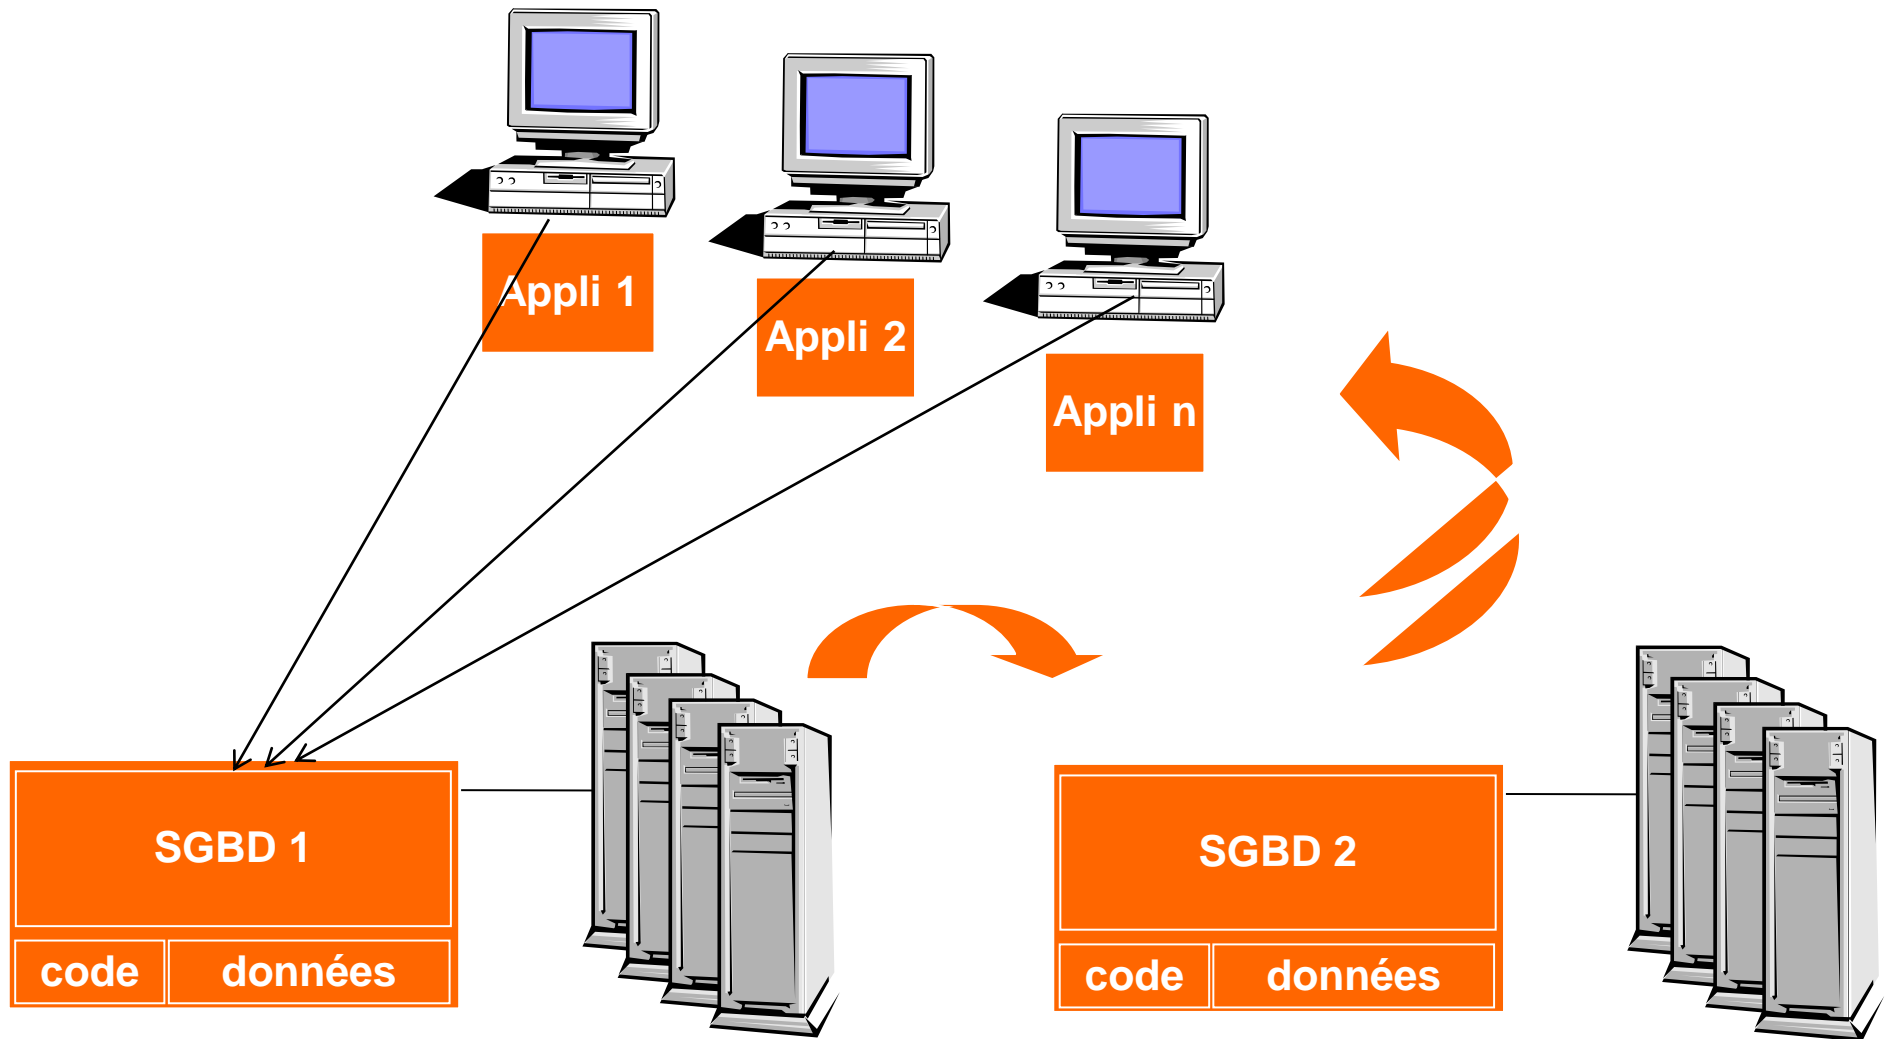 Appli 1
Appli 2
Appli n
SGBD 1
code
données
SGBD 2
code
données